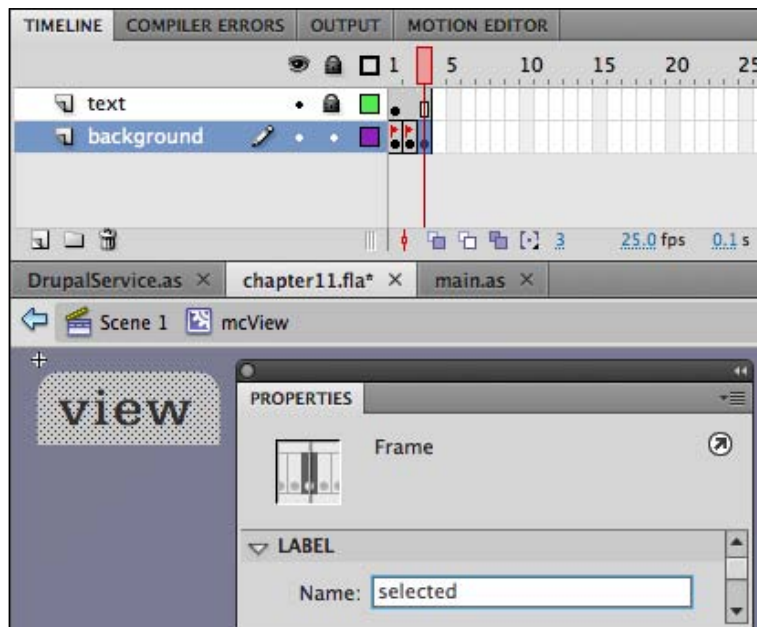 TIMELINE COMPILER ERRORS OUTPUT MOTION EDITOR
1 5 10 15 20 25
text
background
3 25.0 fps 0.1 s
DrupalService.as × chapter11.fla* × main.as ×
Scene 1 mcView
view
PROPERTIES
Frame
LABEL
Name: selected